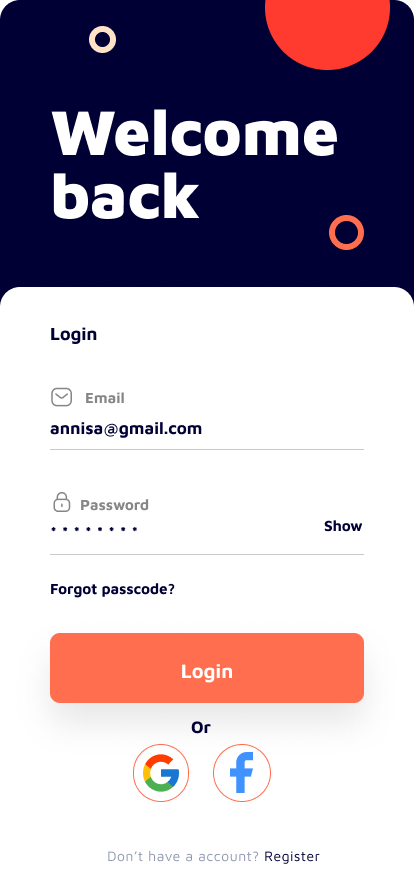 Welcome
back
Login
Email
annisa@gmail.com
Password
Show
Forgot passcode?
Login
Or
Don't have a account? Register